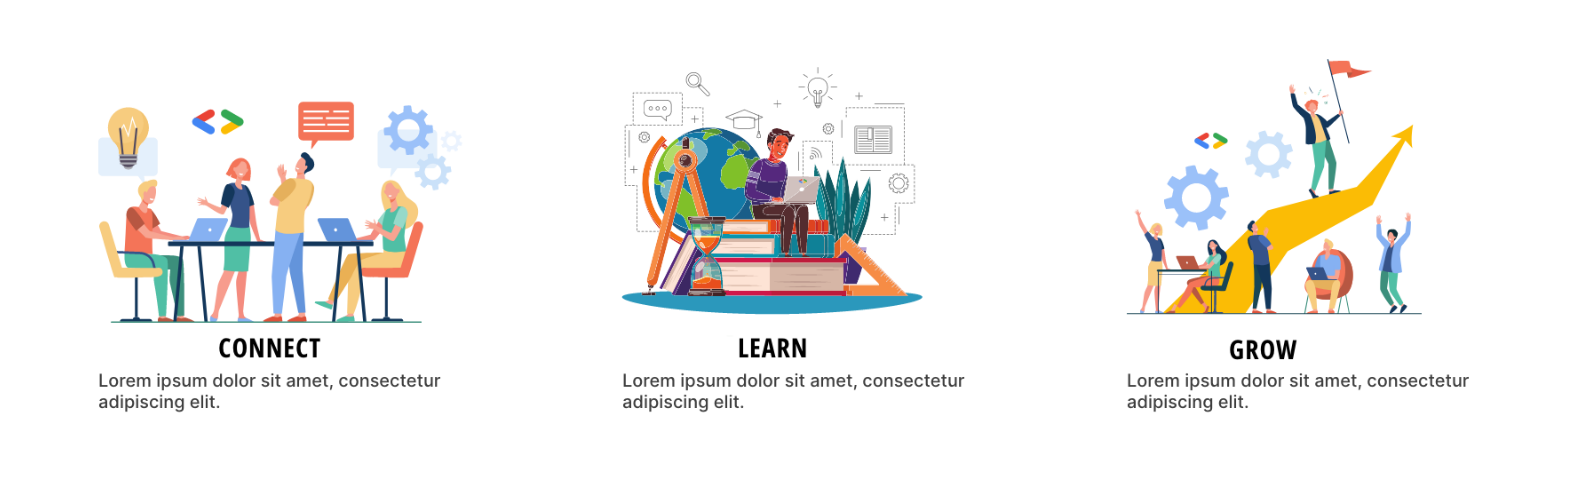 CONNECT
Lorem ipsum dolor sit amet, consectetur
adipiscing elit.
LEARN
Lorem ipsum dolor sit amet, consectetur
adipiscing elit.
GROW
Lorem ipsum dolor sit amet, consectetur
adipiscing elit.